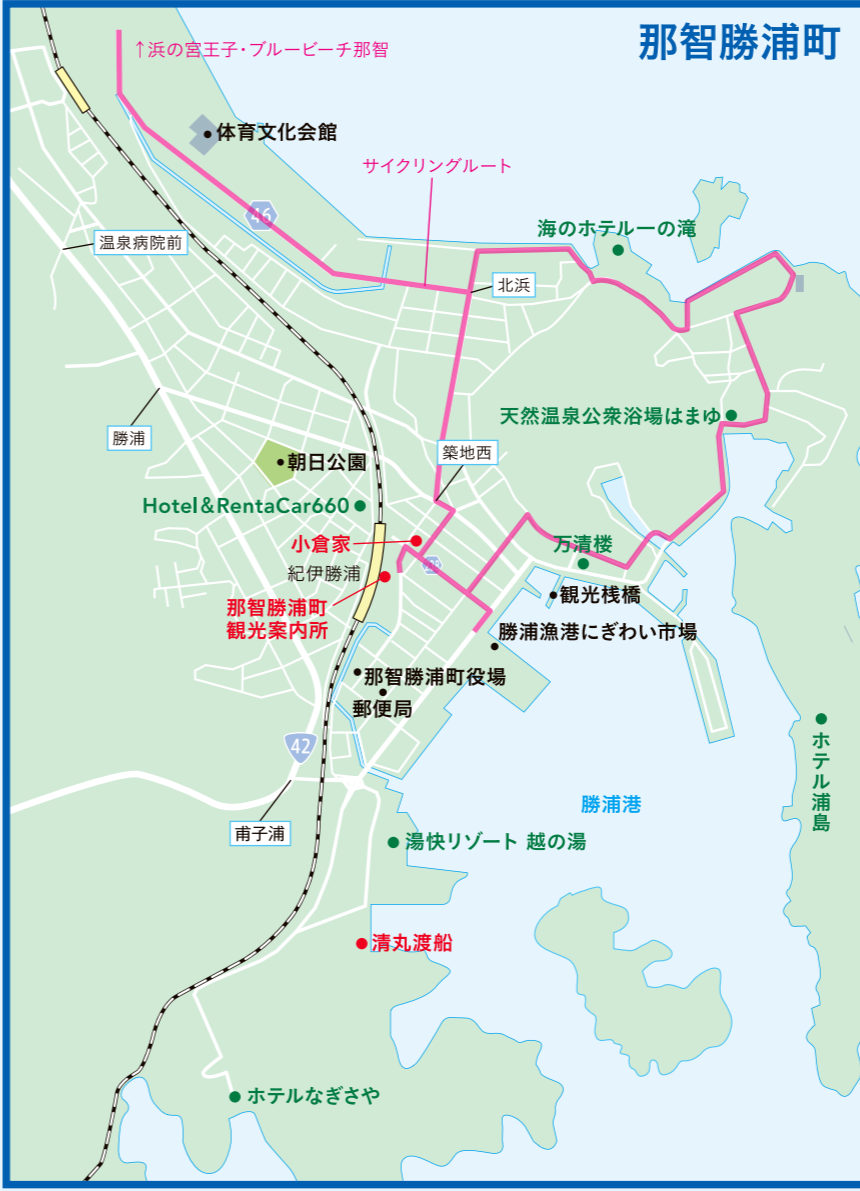 那智勝浦町
↑浜の宮王子・ブルービーチ那智
体育文化会館
サイクリングルート
46
海のホテル一の滝
温泉病院前
北浜
天然温泉公衆浴場はまゆ
勝浦
築地西
朝日公園
Hotel&RentaCar660
小倉家
万清楼
紀伊勝浦
観光桟橋
那智勝浦町
観光案内所
勝浦漁港にぎわい市場
那智勝浦町役場
郵便局
42
ホテル浦島
勝浦港
甫子浦
湯快リゾート 越の湯
清丸渡船
ホテルなぎさや